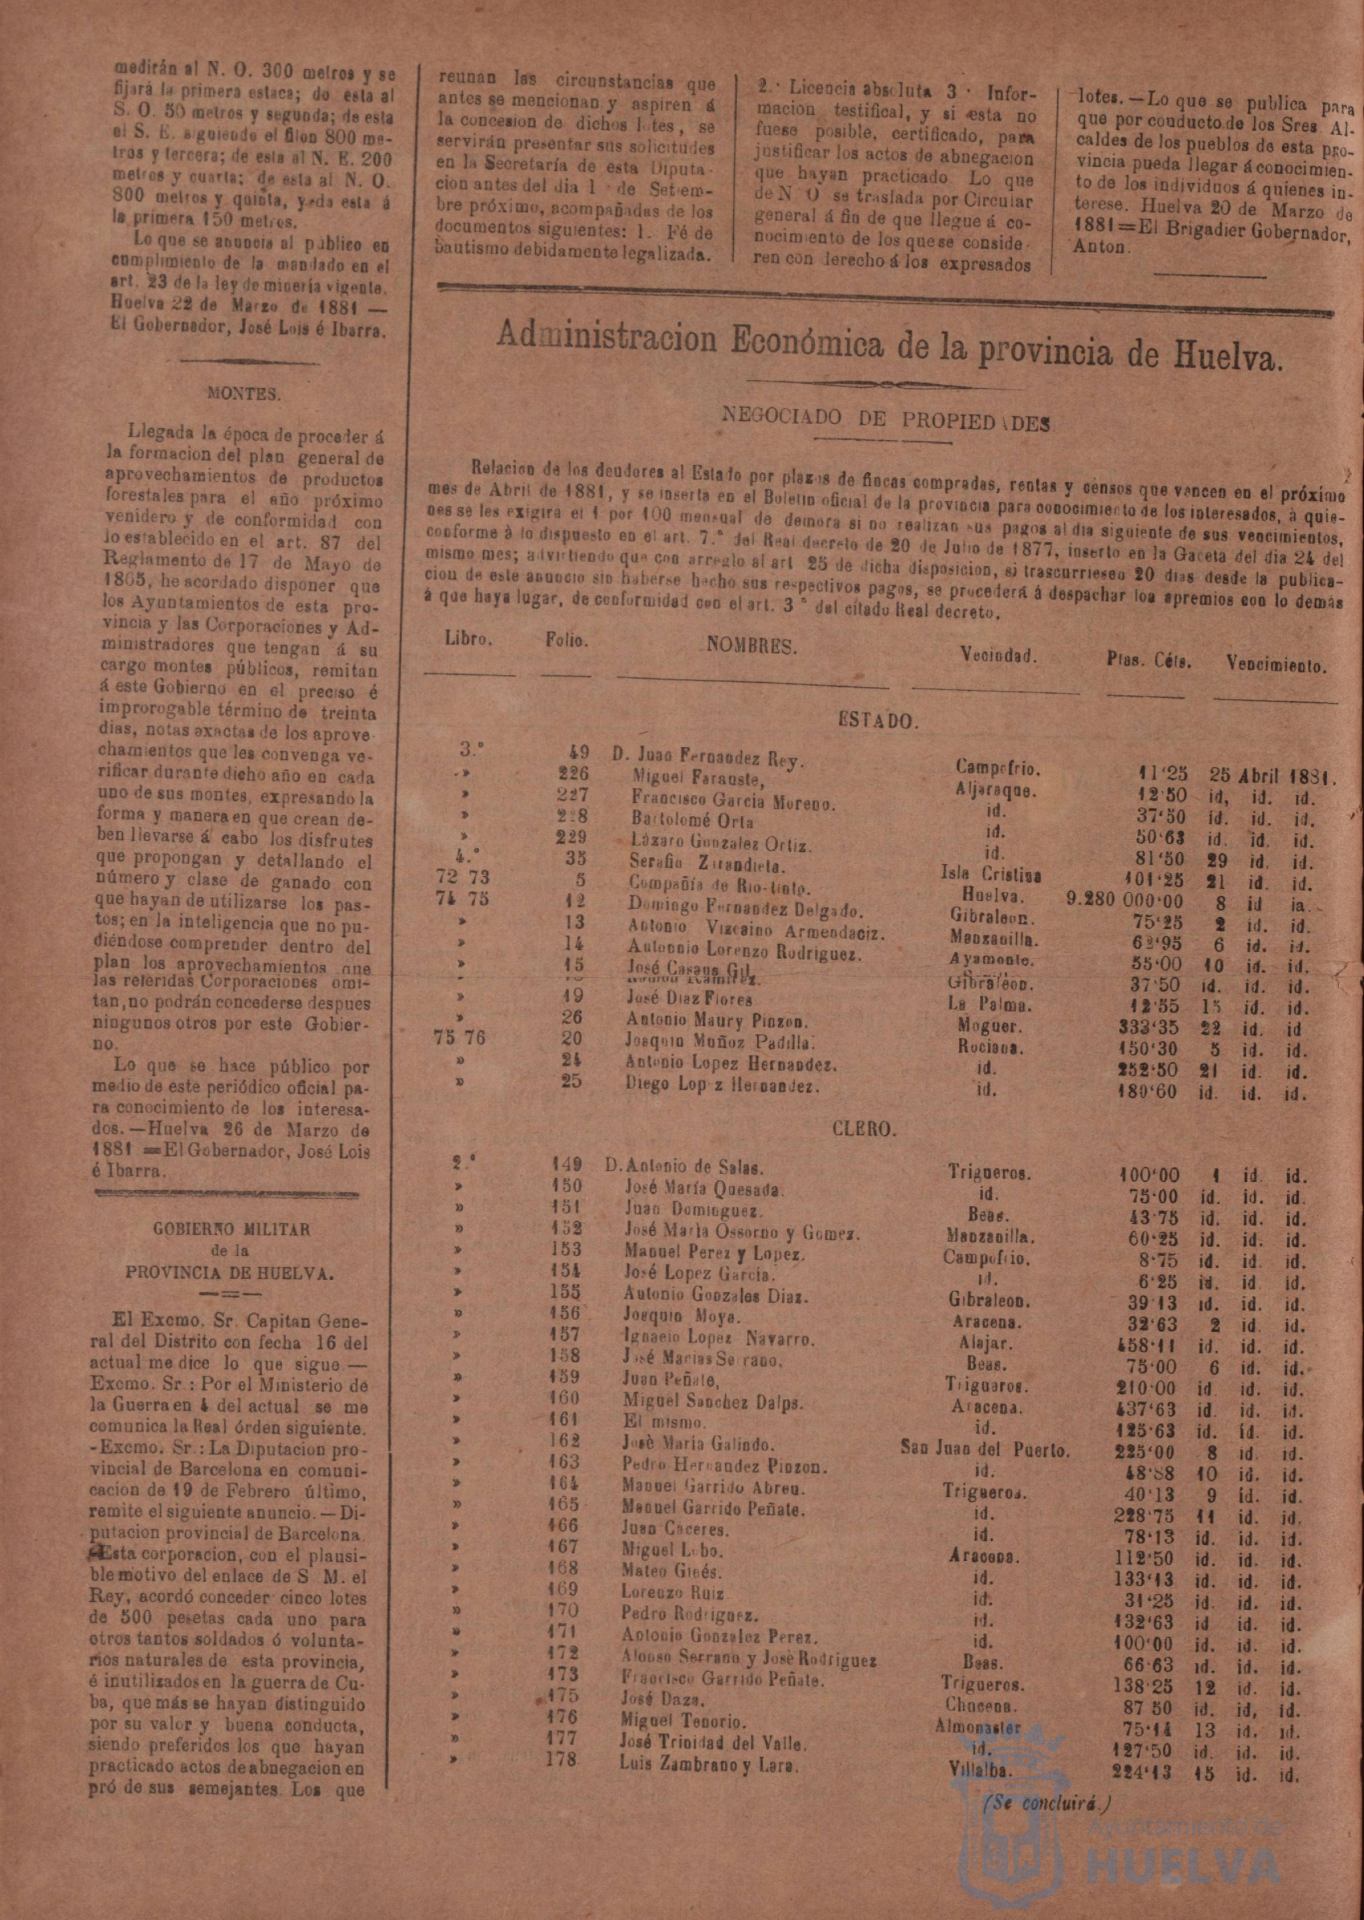 medirán al N. O. 300 metros y se
fijará la primera estaca; de esta al
S. O. 50 metros y segunda; de esta
al S. E. siguiendo el filon 800 me-
tros y tercera; de esta al N. E. 200
metros y cuarta; de esta al N. O.
800 metros y quinta, y de esta á
la primera 150 metros.
Lo que se anuncia al público en
cumplimiento de la mandado en el
art. 23 de la ley de minería vigente.
Huelva 22 de Marzo de 1881 —
El Gobernador, José Lois é Ibarra.
MONTES.
Llegada la época de proceder á
la formacion del plan general de
aprovechamientos de productos
forestales para el año próximo
venidero y de conformidad con
lo establecido en el art. 87 del
Reglamento de 17 de Mayo de
1865, he acordado disponer que
los Ayuntamientos de esta pro-
vincia y las Corporaciones y Ad-
ministradores que tengan á su
cargo montes públicos, remitan
á este Gobierno en el preciso é
improrogable término de treinta
dias, notas exactas de los aprove-
chamientos que les convenga ve-
rificar durante dicho año en cada
uno de sus montes, expresando la
forma y manera en que crean de-
ben llevarse á cabo los disfrutes
que propongan y detallando el
número y clase de ganado con
que hayan de utilizarse los pas-
tos; en la inteligencia que no pu-
diéndose comprender dentro del
plan los aprovechamientos que
las referidas Corporaciones omi-
tan, no podrán concederse despues
ningunos otros por este Gobier-
no.
Lo que se hace público por
medio de este periódico oficial pa-
ra conocimiento de los interesa-
dos.—Huelva 26 de Marzo de
1881 =El Gobernador, José Lois
é Ibarra.
GOBIERNO MILITAR
de la
PROVINCIA DE HUELVA.
El Excmo. Sr. Capitan Gene-
ral del Distrito con fecha 16 del
actual me dice lo que sigue —
Excmo. Sr : Por el Ministerio de
la Guerra en 4 del actual se me
comunica la Real órden siguiente.
-Excmo. Sr.: La Diputacion pro-
vincial de Barcelona en comuni-
cacion de 19 de Febrero último,
remite el siguiente anuncio.—Di-
putacion provincial de Barcelona.
Esta corporacion, con el plausi-
ble motivo del enlace de S M. el
Rey, acordó conceder cinco lotes
de 500 pesetas cada uno para
otros tantos soldados ó volunta-
rios naturales de esta provincia,
é inutilizados en la guerra de Cu-
ba, que más se hayan distinguido
por su valor y buena conducta,
siendo preferidos los que hayan
practicado actos de abnegacion en
pró de sus semejantes. Los que
reunan las circunstancias que
antes se mencionan y aspiren á
la concesion de dichos lotes, se
servirán presentar sus solicitudes
en la Secretaría de esta Diputa-
cion antes del dia 1 · de Setiem-
bre próximo, acompañadas de los
documentos siguientes: 1. Fé de
bautismo debidamente legalizada.
2.· Licencia absoluta 3 · Infor-
macion testifical, y si esta no
fuese posible, certificado, para
justificar los actos de abnegacion
que hayan practicado Lo que
de N O se traslada por Circular
general á fin de que llegue á co-
nocimiento de los que se conside-
ren con derecho á los expresados
lotes.—Lo que se publica para
que por conducto de los Sres Al-
caldes de los pueblos de esta pro-
vincia pueda llegar á conocimien-
to de los individuos á quienes in-
terese. Huelva 20 de Marzo de
1881=El Brigadier Gobernador,
Anton.
Administracion Económica de la provincia de Huelva.
NEGOCIADO DE PROPIEDADES
Relacion de los deudores al Estado por plazos de fincas compradas, rentas y censos que vencen en el próximo
mes de Abril de 1881, y se inserta en el Boletin oficial de la provincia para conocimiento de los interesados, á quie-
nes se les exigirá el 1 por 100 mensual de demora si no realizan sus pagos al dia siguiente de sus vencimientos,
conforme á lo dispuesto en el art. 7.º del Real decreto de 20 de Julio de 1877, inserto en la Gaceta del dia 24 del
mismo mes; advirtiendo que con arreglo al art 25 de dicha disposicion, si trascurriesen 20 dias desde la publica-
cion de este anuncio sin haberse hecho sus respectivos pagos, se procederá á despachar los apremios con lo demás
á que haya lugar, de conformidad con el art. 3 º del citado Real decreto.
Libro. Folio. NOMBRES. Vecindad. Ptas. Céts. Vencimiento.
ESTADO.
3.º 49 D. Juan Fernandez Rey. Campofrio. 11'25 25 Abril 1881.
» 226 Miguel Farauste, Aljaraque. 12'50 id, id. id.
» 227 Francisco Garcia Moreno. id. 37'50 id. id. id.
» 228 Bartolomé Orta id. 50'63 id. id. id.
» 229 Lázaro Gonzalez Ortiz. id. 81'50 29 id. id.
4.º 35 Serafin Zirandieta. Isla Cristina 101'25 21 id. id.
72 73 5 Compañía de Rio-tinto. Huelva. 9.280 000'00 8 id ia.
74 75 12 Domingo Fernandez Delgado. Gibraleon. 75'25 2 id. id.
» 13 Antonio Vizcaino Armendaciz. Manzanilla. 62'95 6 id. id.
» 14 Antonnio Lorenzo Rodriguez. Ayamonte. 55'00 10 id. id.
» 15 José Casaus Gil. Gibraleon. 37'50 id. id. id.
» 19 José Diaz Flores La Palma. 12'55 15 id. id.
» 26 Antonio Maury Pinzon. Moguer. 333'35 22 id. id
75 76 20 Joaquin Muñoz Padilla. Rociana. 150'30 5 id. id.
» 24 Antonio Lopez Hernandez. id. 252'50 21 id. id.
» 25 Diego Lop z Hernandez. id. 189'60 id. id. id.
CLERO.
2.º 149 D. Antonio de Salas. Trigueros. 100'00 1 id. id.
» 150 José María Quesada. id. 75'00 id. id. id.
» 151 Juan Dominguez. Beas. 43'75 id. id. id.
» 152 José María Ossorno y Gomez. Manzanilla. 60'25 id. id. id.
» 153 Manuel Perez y Lopez. Campofrio. 8'75 id. id. id.
» 154 José Lopez Garcia. id. 6'25 id. id id.
» 155 Antonio Gonzales Diaz. Gibraleon. 39'13 id. id. id.
» 156 Joaquin Moya. Aracena. 32'63 2 id. id.
» 157 Ignacio Lopez Navarro. Alajar. 458'11 id. id. id.
» 158 José Macias Serrano, Beas. 75'00 6 id. id.
» 159 Juan Peñate, Trigueros. 210'00 id id. id.
» 160 Miguel Sanchez Dalps. Aracena. 437'63 id. id. id.
» 161 El mismo. id. 125'63 id. id. id.
» 162 José María Galindo. San Juan del Puerto. 225'00 8 id id.
» 163 Pedro Hernandez Pinzon. id. 48'88 10 id. id.
» 164 Manuel Garrido Abreu. Trigueros. 40'13 9 id. id.
» 165 Manuel Garrido Peñate. id. 228'75 11 id. id.
» 166 Juan Caceres. id. 78'13 id. id. id.
» 167 Miguel Lobo. Aracena. 112'50 id. id. id.
» 168 Mateo Ginés. id. 133'13 id. id. id.
» 169 Lorenzo Ruiz id. 31'25 id. id. id.
» 170 Pedro Rodriguez. id. 132'63 id id. id.
» 171 Antonio Gonzalez Perez. id. 100'00 id. id. id.
» 172 Alonso Serrano y José Rodriguez Beas. 66'63 id. id. id.
» 173 Francisco Garrido Peñate. Trigueros. 138'25 12 id. id.
» 175 José Daza. Chucena. 87 50 id. id, id.
» 176 Miguel Tenorio. Almonaster 75'14 13 id. id.
» 177 José Trinidad del Valle. id. 127'50 id. id. id.
» 178 Luis Zambrano y Lara. Villalba. 224'13 15 id. id.
(Se concluirá.)
Ayuntamiento de
HUELVA